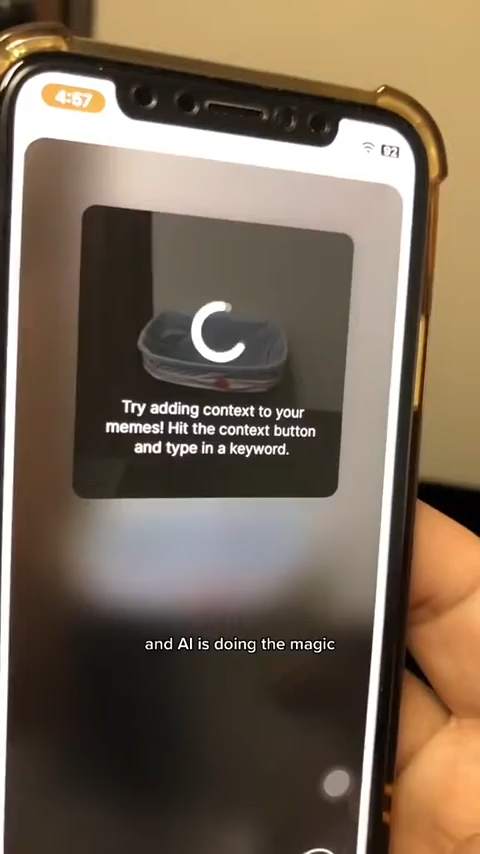 4:57
92
Try adding context to your
memes! Hit the context button
and type in a keyword.
and AI is doing the magic